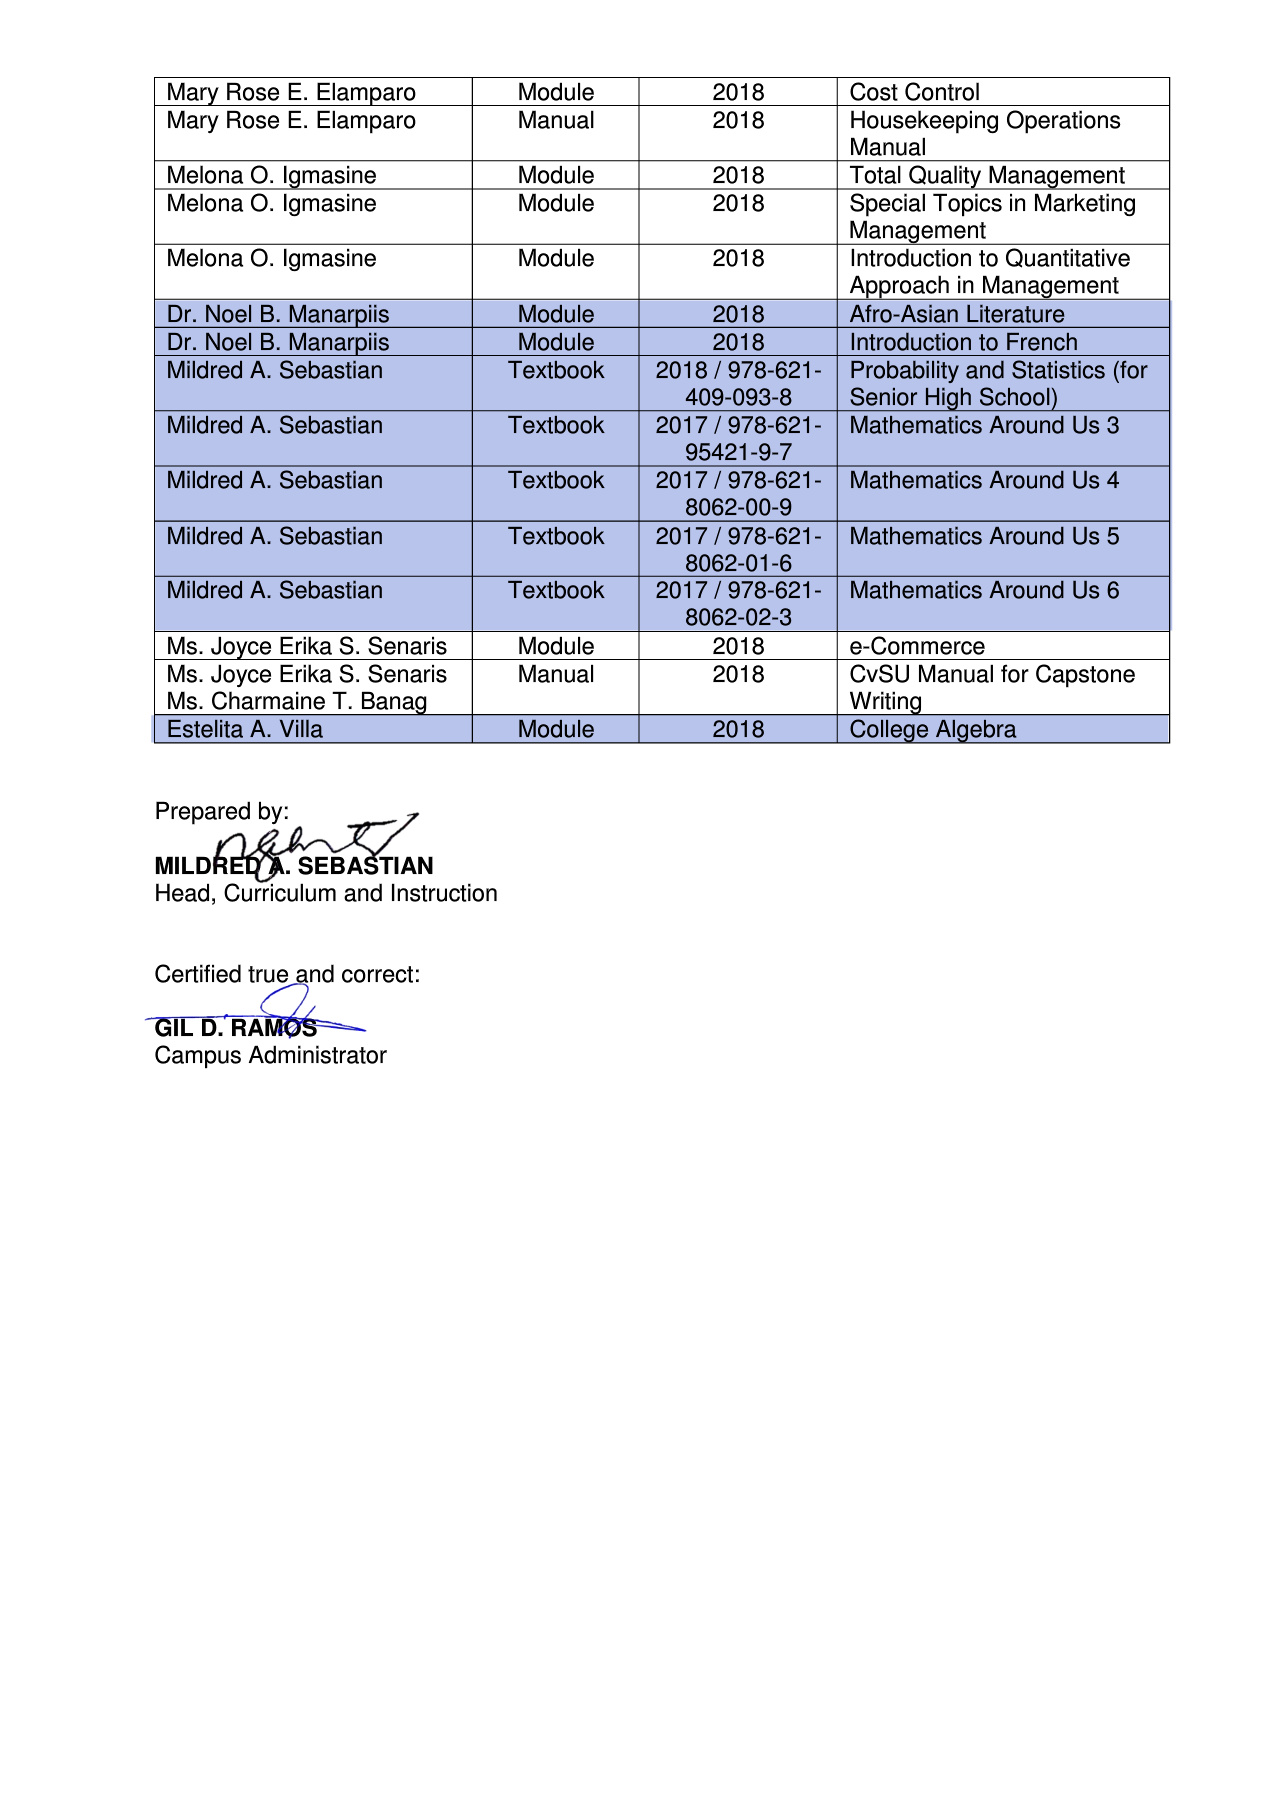 Mary Rose E. Elamparo Module 2018 Cost Control
Mary Rose E. Elamparo Manual 2018 Housekeeping Operations
Manual
Melona O. Igmasine Module 2018 Total Quality Management
Melona O. Igmasine Module 2018 Special Topics in Marketing
Management
Melona O. Igmasine Module 2018 Introduction to Quantitative
Approach in Management
Dr. Noel B. Manarpiis Module 2018 Afro-Asian Literature
Dr. Noel B. Manarpiis Module 2018 Introduction to French
Mildred A. Sebastian Textbook 2018 / 978-621- Probability and Statistics (for
409-093-8 Senior High School)
Mildred A. Sebastian Textbook 2017 / 978-621- Mathematics Around Us 3
95421-9-7
Mildred A. Sebastian Textbook 2017 / 978-621- Mathematics Around Us 4
8062-00-9
Mildred A. Sebastian Textbook 2017 / 978-621- Mathematics Around Us 5
8062-01-6
Mildred A. Sebastian Textbook 2017 / 978-621- Mathematics Around Us 6
8062-02-3
Ms. Joyce Erika S. Senaris Module 2018 e-Commerce
Ms. Joyce Erika S. Senaris Manual 2018 CvSU Manual for Capstone
Ms. Charmaine T. Banag Writing
Estelita A. Villa Module 2018 College Algebra
Prepared by:
MILDRED A. SEBASTIAN
Head, Curriculum and Instruction
Certified true and correct:
GIL D. RAMOS
Campus Administrator